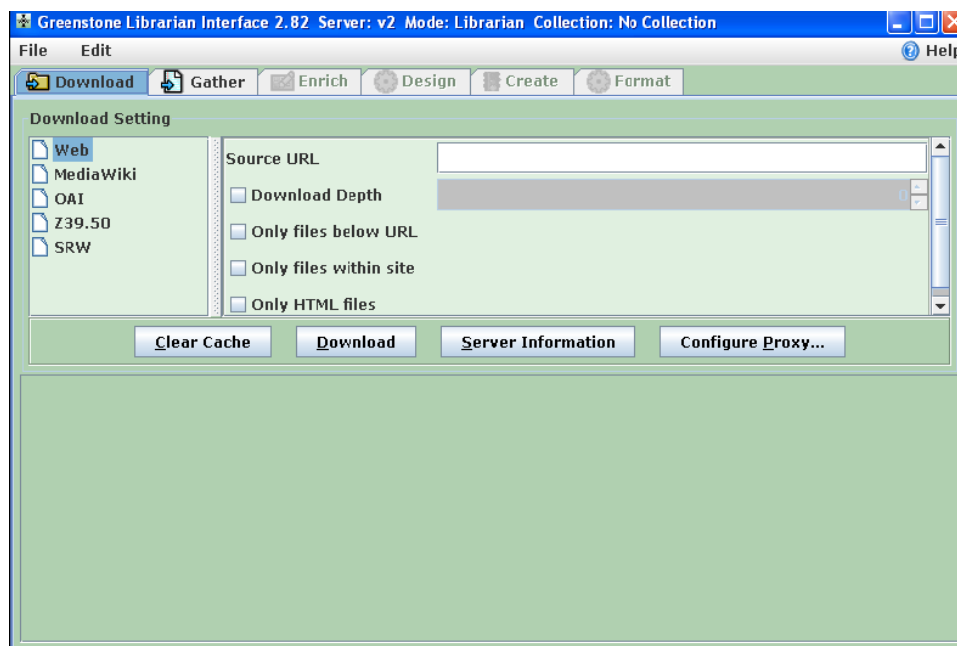 Greenstone Librarian Interface 2.82 Server: v2 Mode: Librarian Collection: No Collection
File Edit Help
Download Gather Enrich Design Create Format
Download Setting
Web
MediaWiki
OAI
Z39.50
SRW
Source URL
Download Depth 0
Only files below URL
Only files within site
Only HTML files
Clear Cache Download Server Information Configure Proxy...